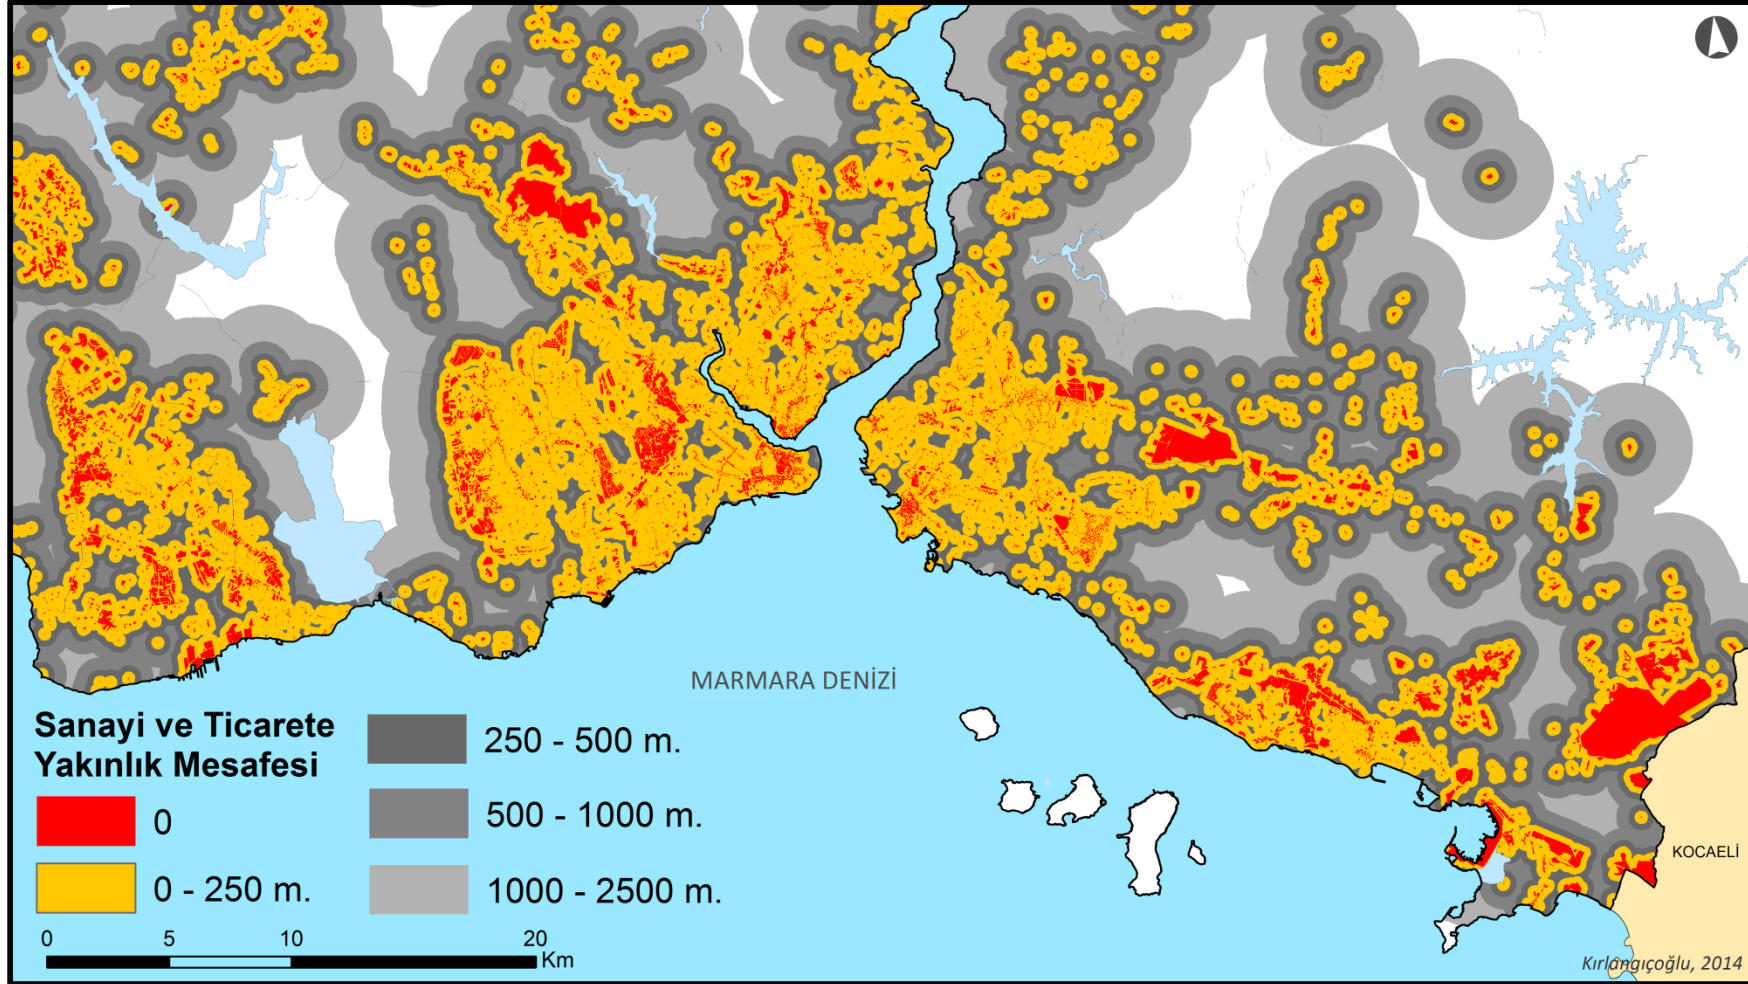 MARMARA DENİZİ
Sanayi ve Ticarete
Yakınlık Mesafesi
0
0 - 250 m.
250 - 500 m.
500 - 1000 m.
1000 - 2500 m.
0 5 10 20
Km
KOCAELİ
Kırlangıçoğlu, 2014